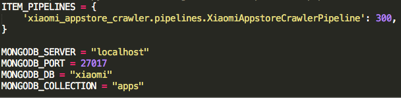 ITEM_PIPELINES = {
    'xiaomi_appstore_crawler.pipelines.XiaomiAppstoreCrawlerPipeline': 300,
}
MONGODB_SERVER = "localhost"
MONGODB_PORT = 27017
MONGODB_DB = "xiaomi"
MONGODB_COLLECTION = "apps"